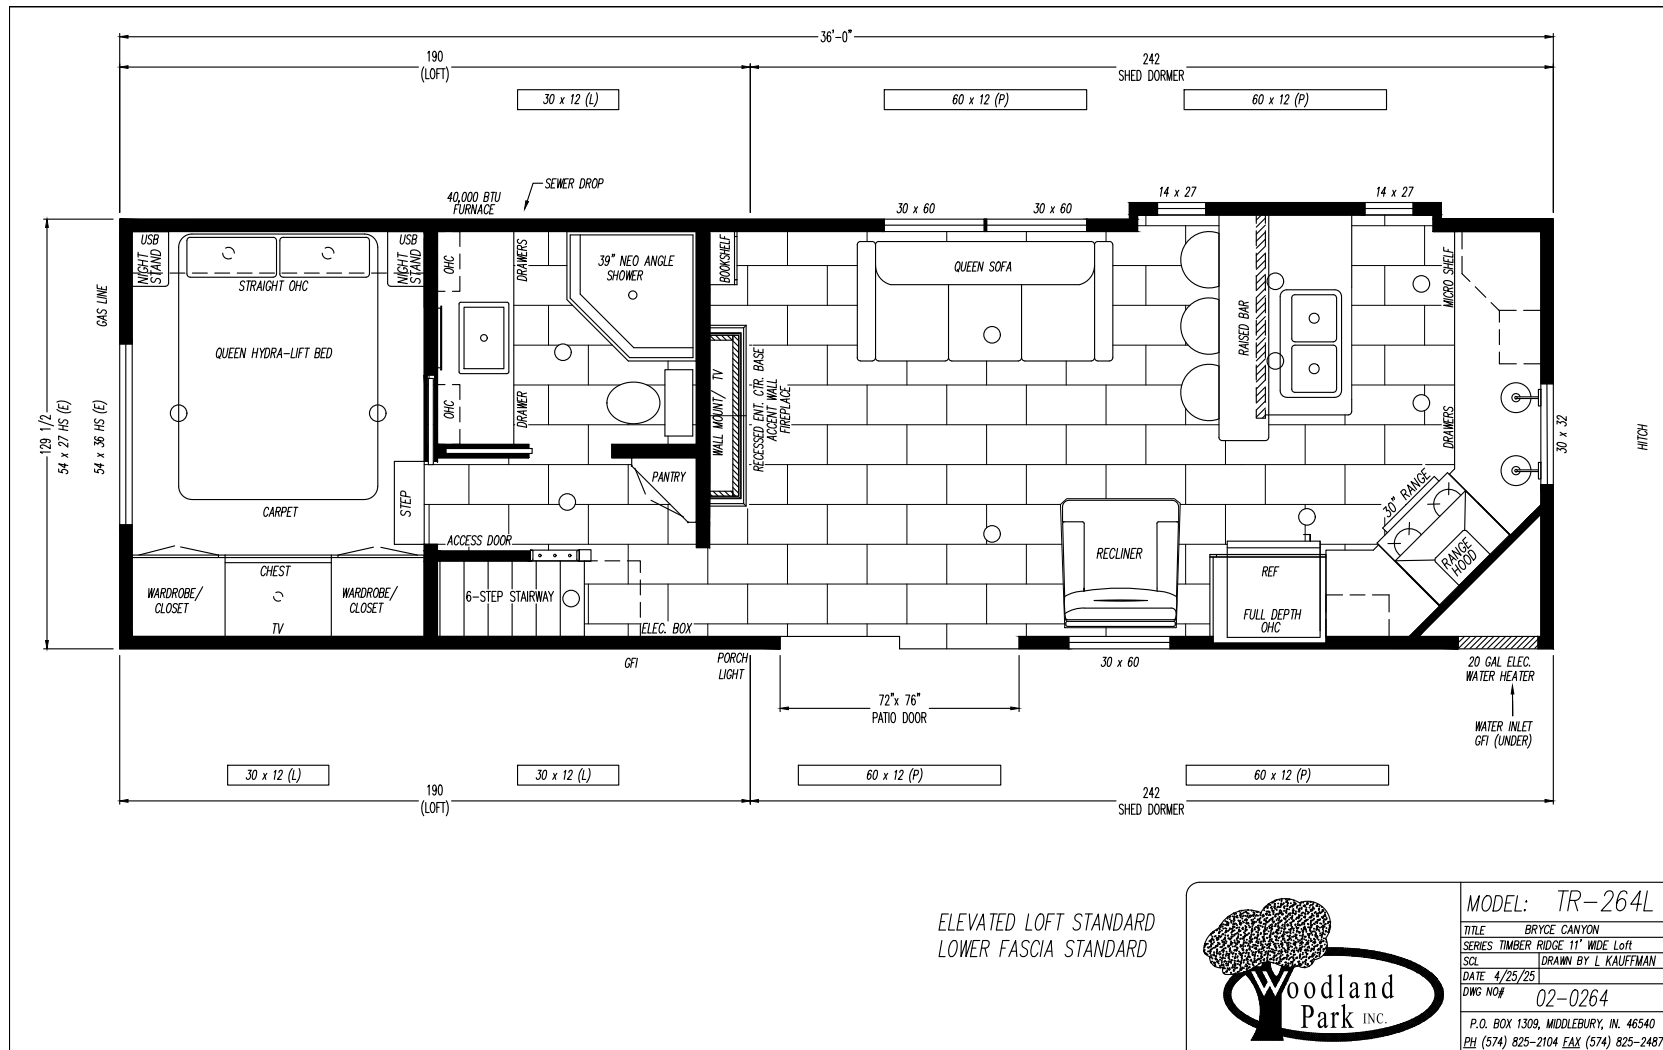 36'-0"
190
(LOFT)
242
SHED DORMER
30 x 12 (L)
60 x 12 (P)
60 x 12 (P)
SEWER DROP
40,000 BTU
FURNACE
14 x 27
14 x 27
30 x 60
30 x 60
USB
NIGHT
STAND
USB
NIGHT
STAND
STRAIGHT OHC
OHC
DRAWERS
39" NEO ANGLE
SHOWER
BOOKSHELF
QUEEN SOFA
RAISED BAR
MICRO SHELF
GAS LINE
QUEEN HYDRA-LIFT BED
OHC
DRAWER
WALL MOUNT/ TV
RECESSED ENT. CTR. BASE
ACCENT WALL
FIREPLACE
DRAWERS
30 x 32
HITCH
129 1/2
54 x 27 HS (E)
54 x 36 HS (E)
PANTRY
STEP
CARPET
30" RANGE
ACCESS DOOR
RECLINER
RANGE
HOOD
CHEST
REF
WARDROBE/
CLOSET
WARDROBE/
CLOSET
6-STEP STAIRWAY
FULL DEPTH
OHC
TV
ELEC. BOX
GFI
PORCH
LIGHT
30 x 60
20 GAL ELEC.
WATER HEATER
72"x 76"
PATIO DOOR
WATER INLET
GFI (UNDER)
30 x 12 (L)
30 x 12 (L)
60 x 12 (P)
60 x 12 (P)
190
(LOFT)
242
SHED DORMER
ELEVATED LOFT STANDARD
LOWER FASCIA STANDARD
Woodland
Park INC.
MODEL: TR-264L
TITLE BRYCE CANYON
SERIES TIMBER RIDGE 11' WIDE Loft
SCL DRAWN BY L KAUFFMAN
DATE 4/25/25
DWG NO# 02-0264
P.O. BOX 1309, MIDDLEBURY, IN. 46540
PH (574) 825-2104 FAX (574) 825-2487